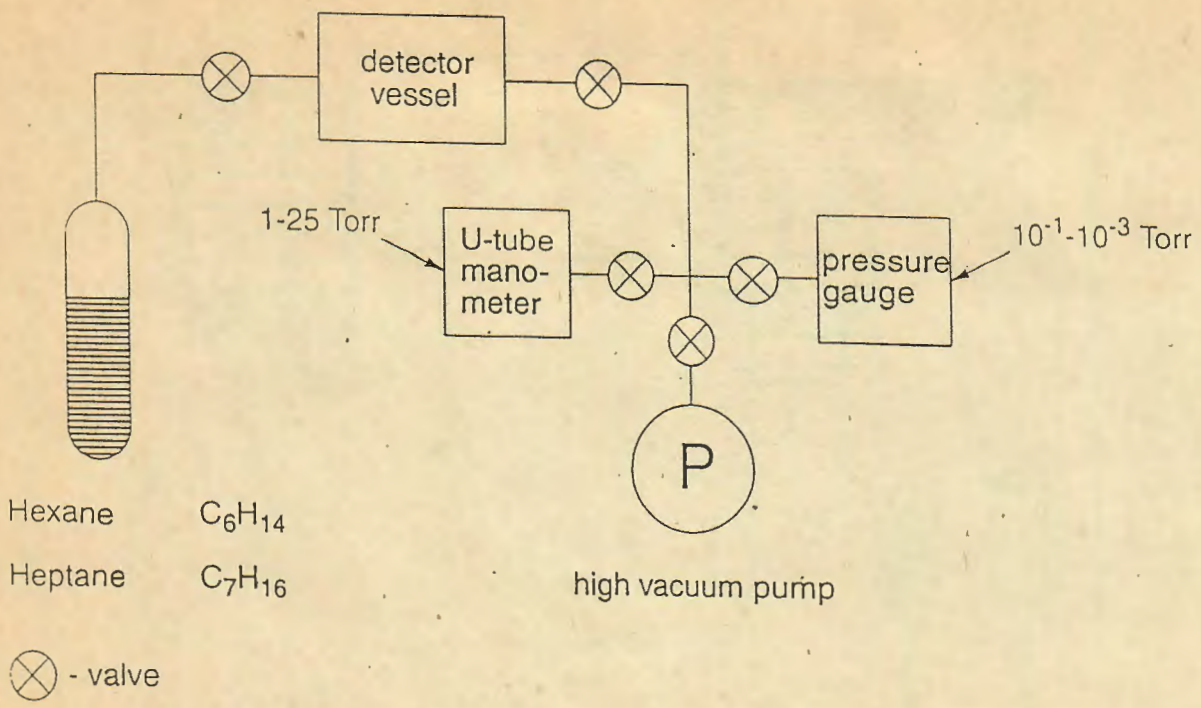 detector
vessel
1-25 Torr
U-tube
mano-
meter
pressure
gauge
10⁻¹-10⁻³ Torr
P
Hexane C₆H₁₄
Heptane C₇H₁₆
high vacuum pump
- valve